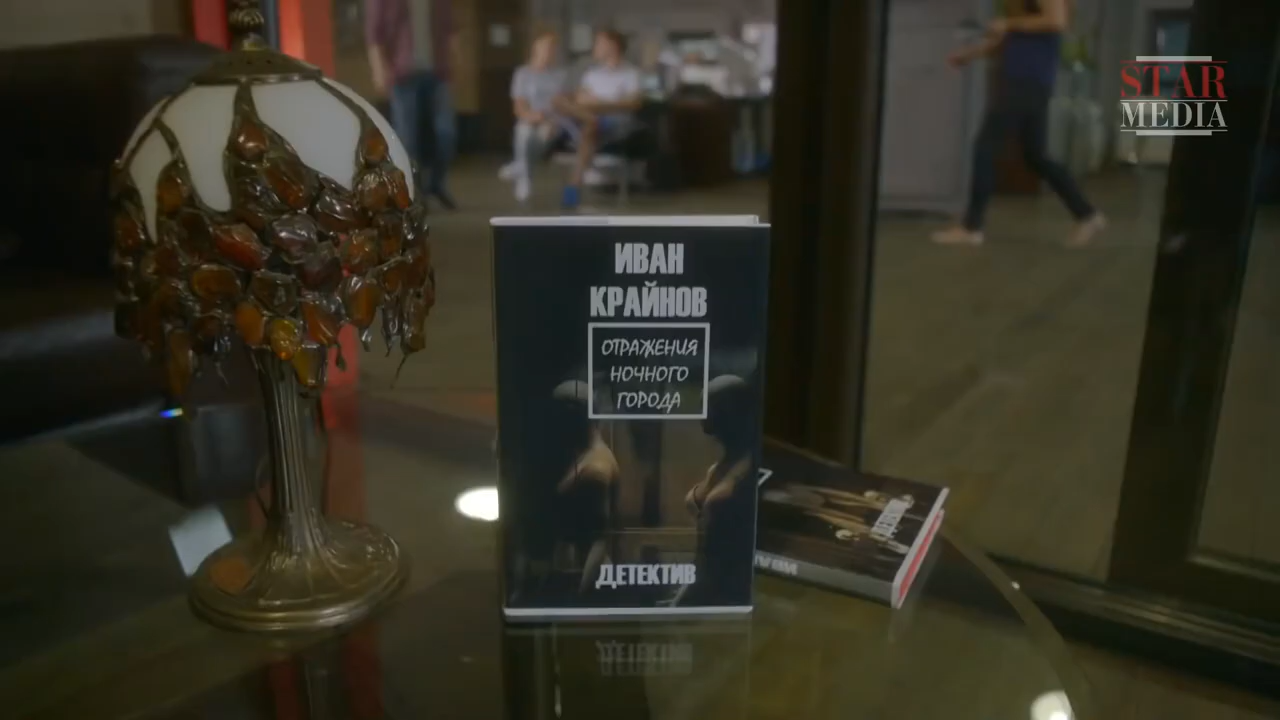 STAR
MEDIA
ИВАН
КРАЙНОВ
ОТРАЖЕНИЯ
НОЧНОГО
ГОРОДА
ДЕТЕКТИВ